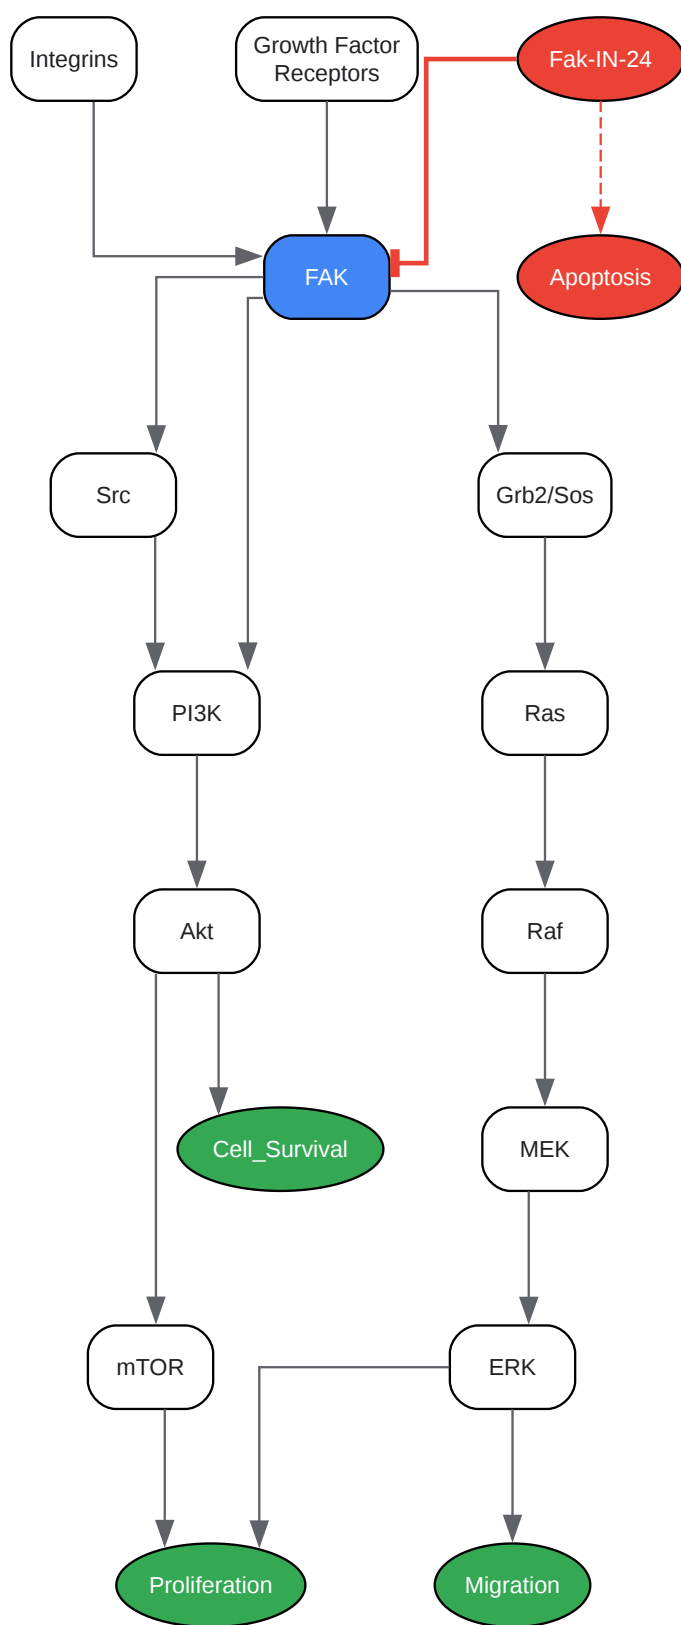 Integrins
Growth Factor
Receptors
Fak-IN-24
FAK
Apoptosis
Src
Grb2/Sos
PI3K
Ras
Akt
Raf
Cell_Survival
MEK
mTOR
ERK
Proliferation
Migration